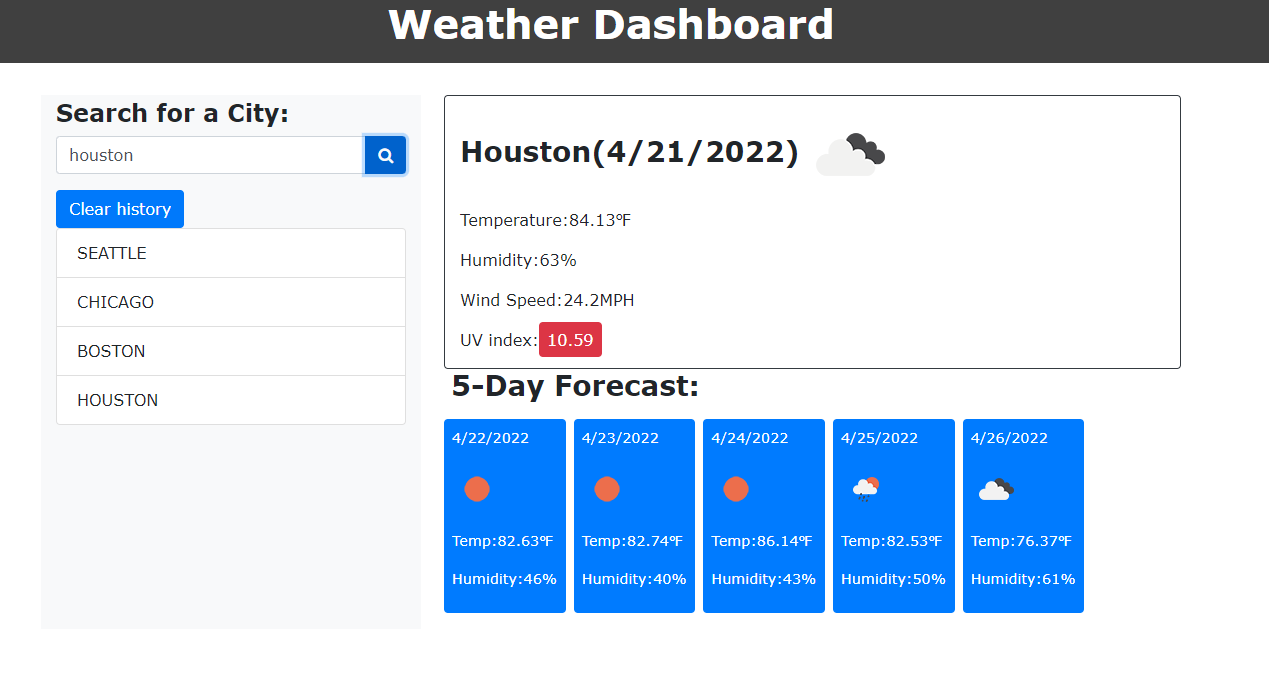 Weather Dashboard
Search for a City:
houston
Clear history
SEATTLE
CHICAGO
BOSTON
HOUSTON
Houston(4/21/2022)
Temperature:84.13℉
Humidity:63%
Wind Speed:24.2MPH
UV index:10.59
5-Day Forecast:
4/22/2022
Temp:82.63℉
Humidity:46%
4/23/2022
Temp:82.74℉
Humidity:40%
4/24/2022
Temp:86.14℉
Humidity:43%
4/25/2022
Temp:82.53℉
Humidity:50%
4/26/2022
Temp:76.37℉
Humidity:61%